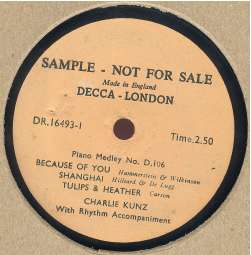 SAMPLE - NOT FOR SALE
Made in England
DECCA - LONDON
DR.16493-1 Time.2.50
Piano Medley No. D.106
BECAUSE OF YOU Hammerstein & Wilkinson
SHANGHAI Hilliard & De Lugg
TULIPS & HEATHER Carson
CHARLIE KUNZ
With Rhythm Accompaniment